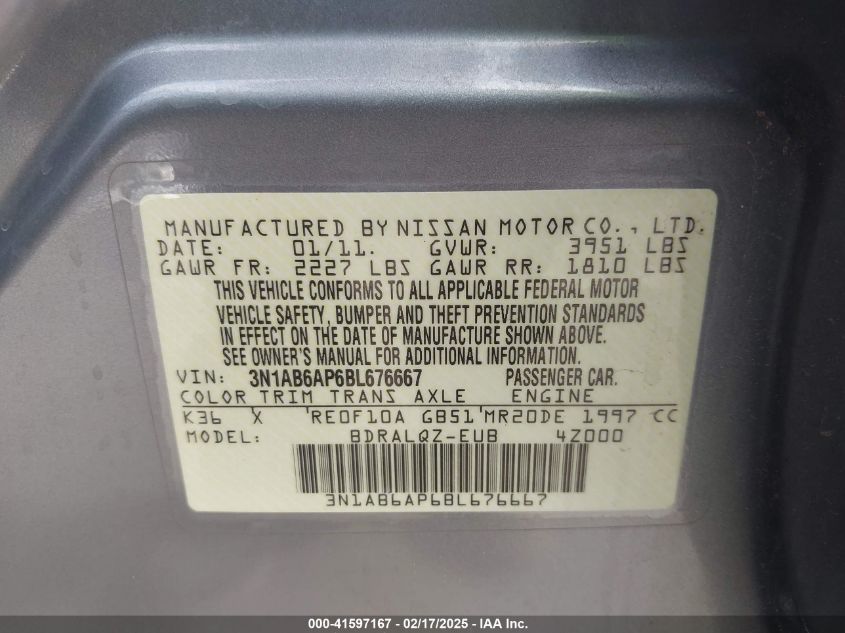 MANUFACTURED BY NISSAN MOTOR CO., LTD.
DATE: 01/11. GVWR: 3951 LBS
GAWR FR: 2227 LBS GAWR RR: 1810 LBS
THIS VEHICLE CONFORMS TO ALL APPLICABLE FEDERAL MOTOR
VEHICLE SAFETY, BUMPER AND THEFT PREVENTION STANDARDS
IN EFFECT ON THE DATE OF MANUFACTURE SHOWN ABOVE.
SEE OWNER'S MANUAL FOR ADDITIONAL INFORMATION.
VIN: 3N1AB6AP6BL676667 PASSENGER CAR.
COLOR TRIM TRANS AXLE ENGINE
K36 X RE0F10A GB51 MR20DE 1997 CC
MODEL: BDRALQZ-EUB 4Z000
3N1AB6AP6BL676667
000-41597167 - 02/17/2025 - IAA Inc.